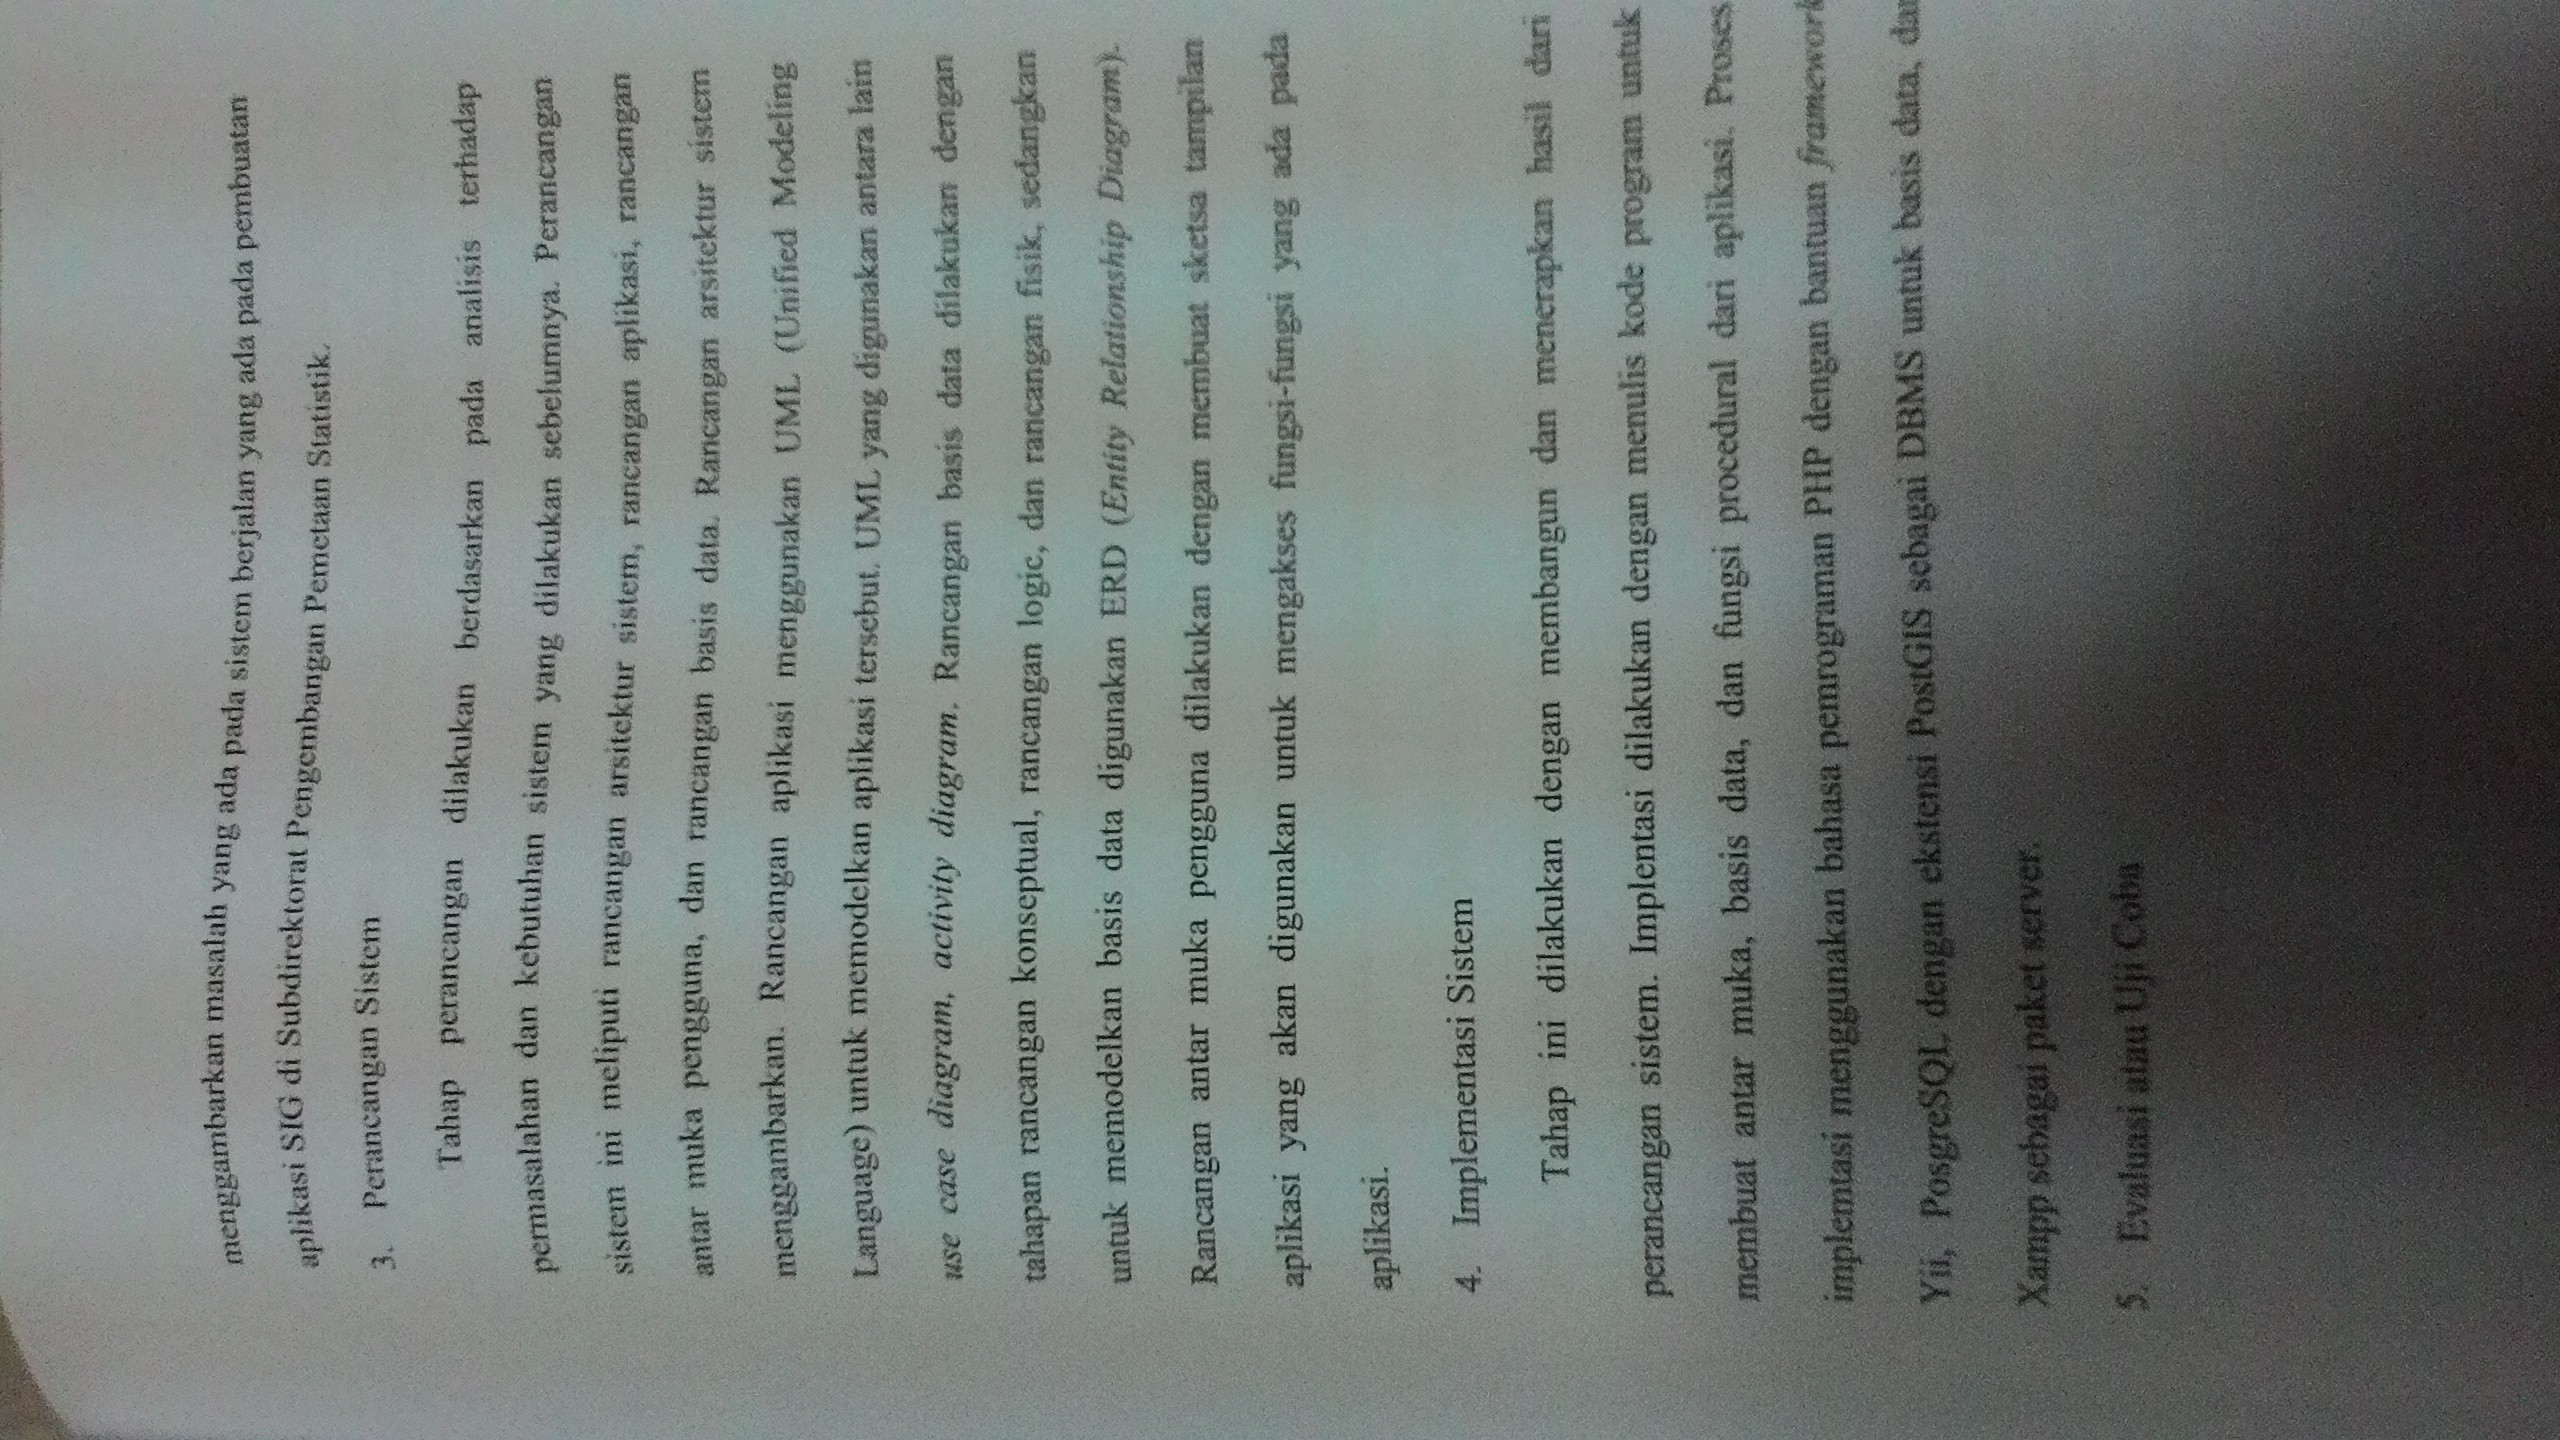 menggambarkan masalah yang ada pada sistem berjalan yang ada pada pembuatan
aplikasi SIG di Subdirektorat Pengembangan Pemetaan Statistik.
3. Perancangan Sistem
Tahap perancangan dilakukan berdasarkan pada analisis terhadap
permasalahan dan kebutuhan sistem yang dilakukan sebelumnya. Perancangan
sistem ini meliputi rancangan arsitektur sistem, rancangan aplikasi, rancangan
antar muka pengguna, dan rancangan basis data. Rancangan arsitektur sistem
menggambarkan. Rancangan aplikasi menggunakan UML (Unified Modeling
Language) untuk memodelkan aplikasi tersebut. UML yang digunakan antara lain
use case diagram, activity diagram. Rancangan basis data dilakukan dengan
tahapan rancangan konseptual, rancangan logic, dan rancangan fisik, sedangkan
untuk memodelkan basis data digunakan ERD (Entity Relationship Diagram).
Rancangan antar muka pengguna dilakukan dengan membuat sketsa tampilan
aplikasi yang akan digunakan untuk mengakses fungsi-fungsi yang ada pada
aplikasi.
4. Implementasi Sistem
Tahap ini dilakukan dengan membangun dan menerapkan hasil dari
perancangan sistem. Implentasi dilakukan dengan menulis kode program untuk
membuat antar muka, basis data, dan fungsi procedural dari aplikasi. Proses
implemtasi menggunakan bahasa pemrograman PHP dengan bantuan framework
Yii, PosgreSQL dengan ekstensi PostGIS sebagai DBMS untuk basis data, dan
Xampp sebagai paket server.
5. Evaluasi atau Uji Coba